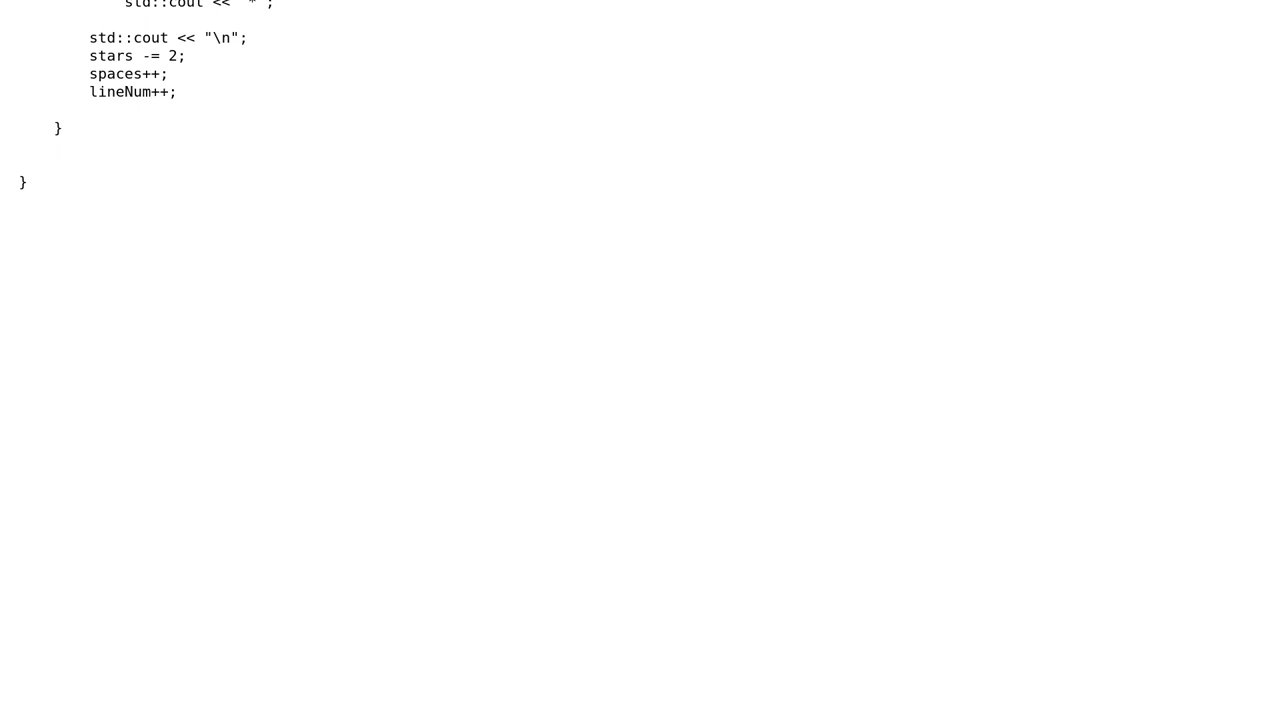 std::cout << "*";
std::cout << "\n";
stars -= 2;
spaces++;
lineNum++;
}
}